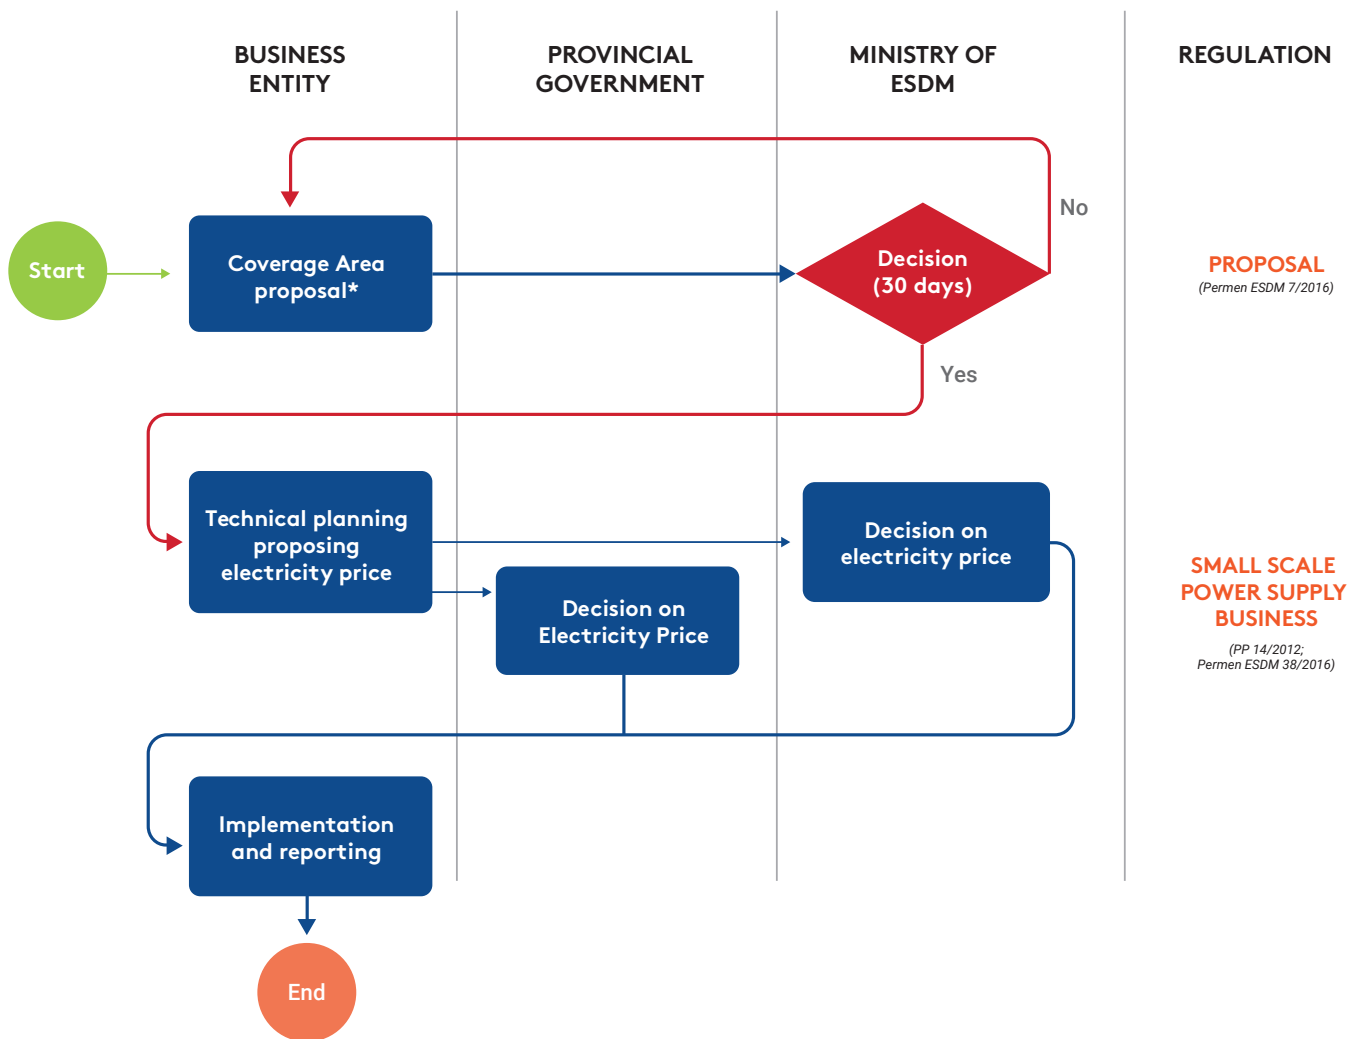 BUSINESS
ENTITY
PROVINCIAL
GOVERNMENT
MINISTRY OF
ESDM
REGULATION
No
Start
Coverage Area
proposal*
Decision
(30 days)
PROPOSAL
(Permen ESDM 7/2016)
Yes
Technical planning
proposing
electricity price
Decision on
electricity price
Decision on
Electricity Price
SMALL SCALE
POWER SUPPLY
BUSINESS
(PP 14/2012;
Permen ESDM 38/2016)
Implementation
and reporting
End